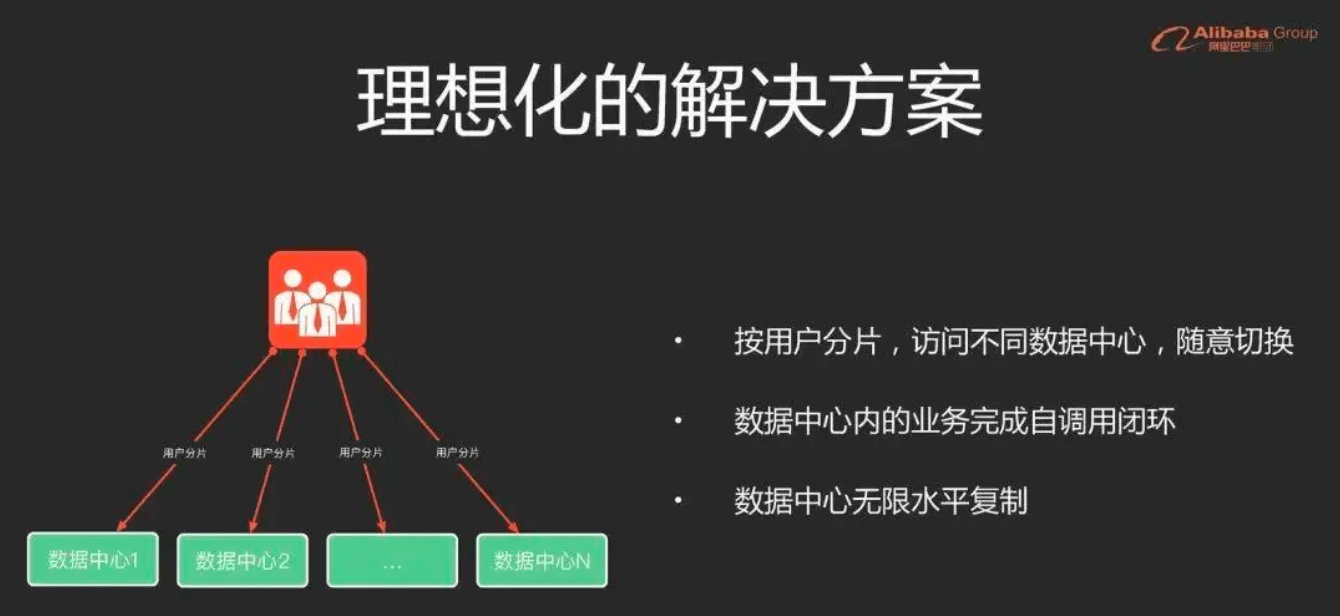 Alibaba Group
阿里巴巴集团
理想化的解决方案
按用户分片，访问不同数据中心，随意切换
数据中心内的业务完成自调用闭环
数据中心无限水平复制
用户分片 用户分片 用户分片 用户分片
数据中心1 数据中心2 ... 数据中心N